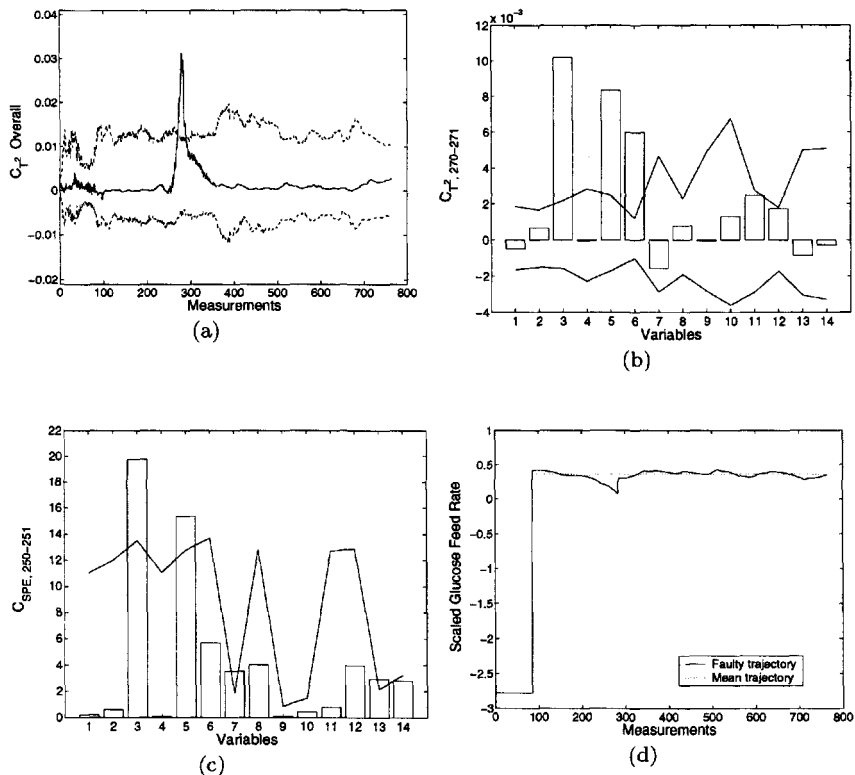 0.04
0.03
0.02
0.01
0
−0.01
−0.02
C_T² Overall
0 100 200 300 400 500 600 700 800
Measurements
(a)
x 10⁻³
12
10
8
6
4
2
0
−2
−4
C_T², 270−271
1 2 3 4 5 6 7 8 9 10 11 12 13 14
Variables
(b)
22
20
18
16
14
12
10
8
6
4
2
0
C_SPE, 250−251
1 2 3 4 5 6 7 8 9 10 11 12 13 14
Variables
(c)
1
0.5
0
−0.5
−1
−1.5
−2
−2.5
−3
Scaled Glucose Feed Rate
Faulty trajectory
Mean trajectory
0 100 200 300 400 500 600 700 800
Measurements
(d)